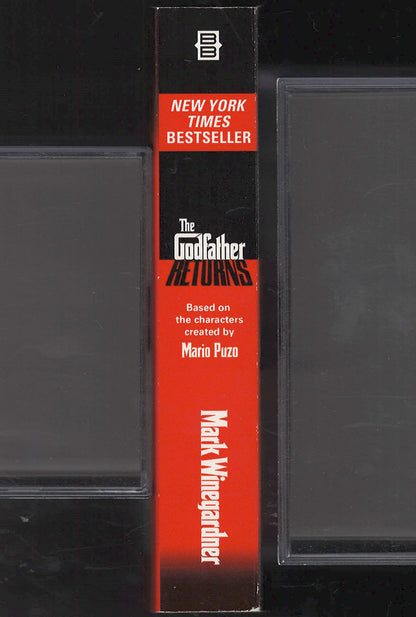 NEW YORK
TIMES
BESTSELLER
The
Godfather
RETURNS
Based on
the characters
created by
Mario Puzo
Mark Winegardner